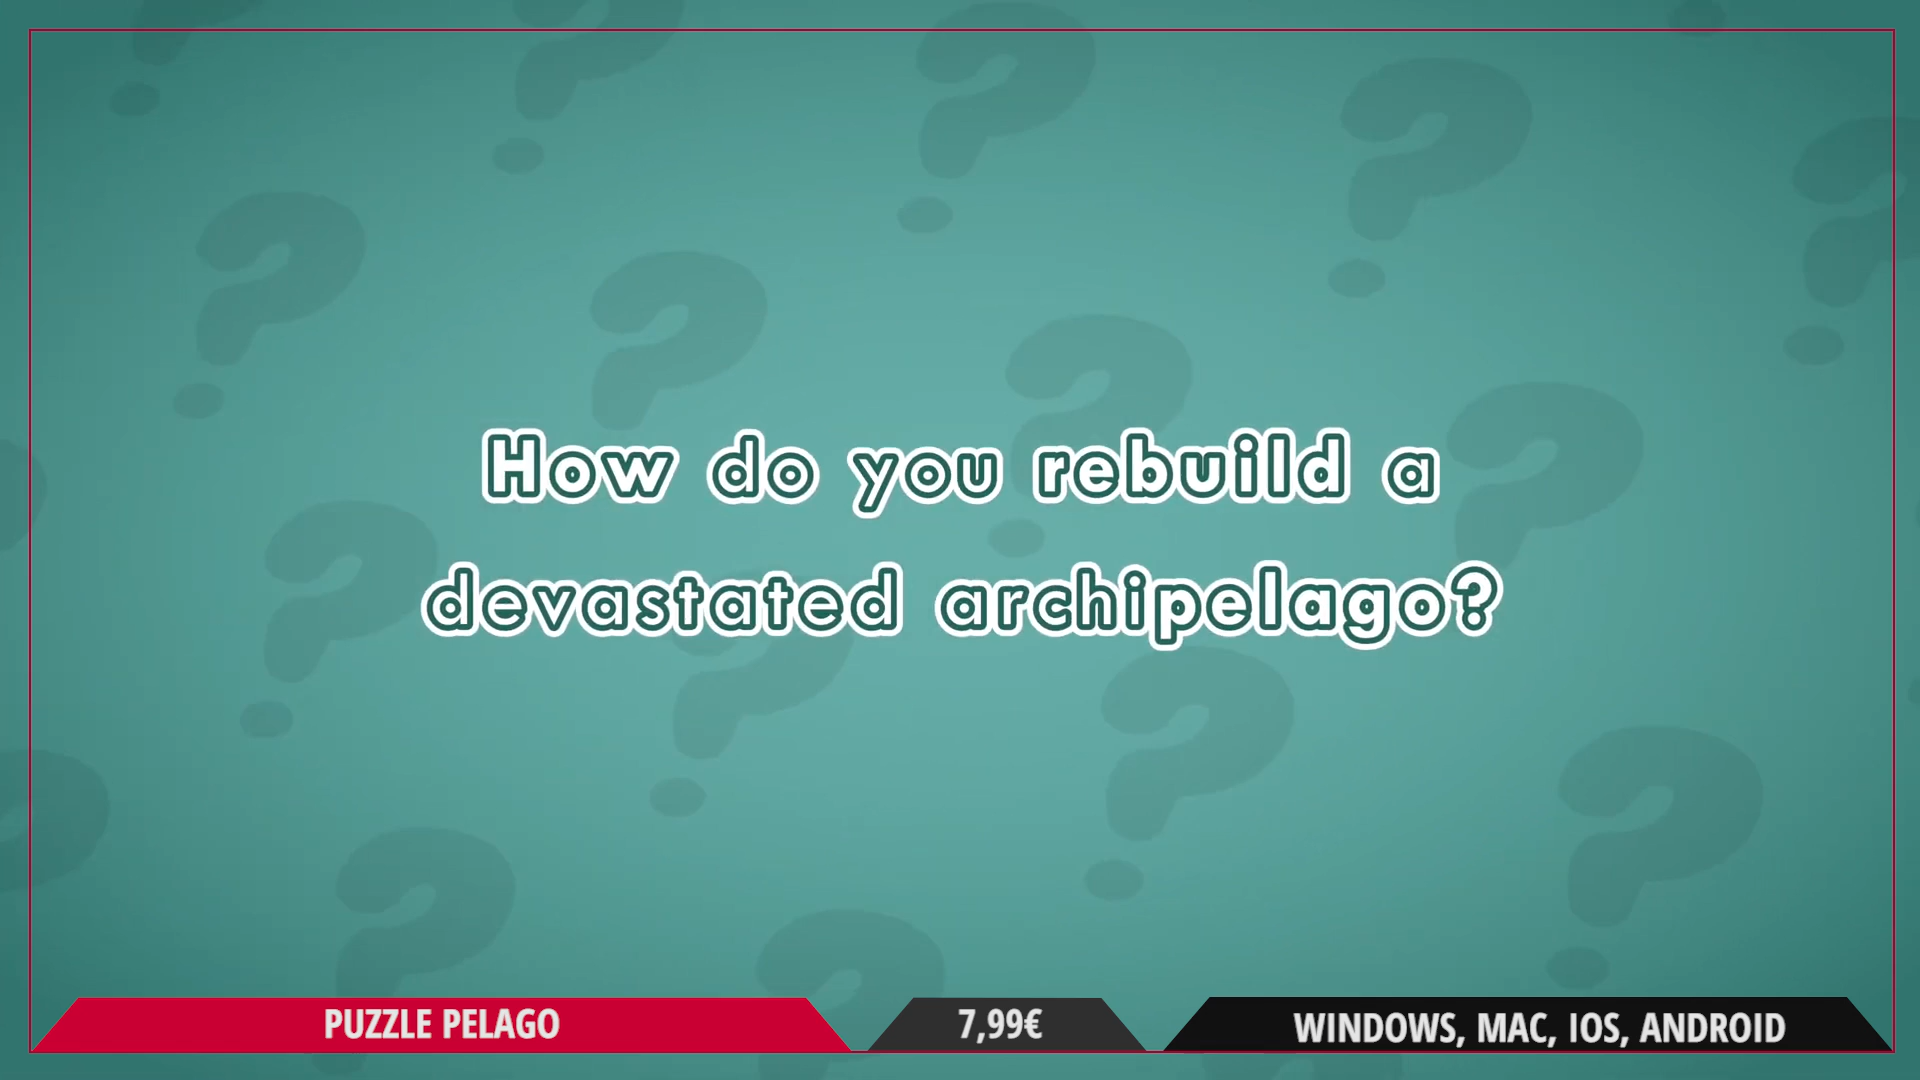 How do you rebuild a
devastated archipelago?
PUZZLE PELAGO
7,99€
WINDOWS, MAC, IOS, ANDROID